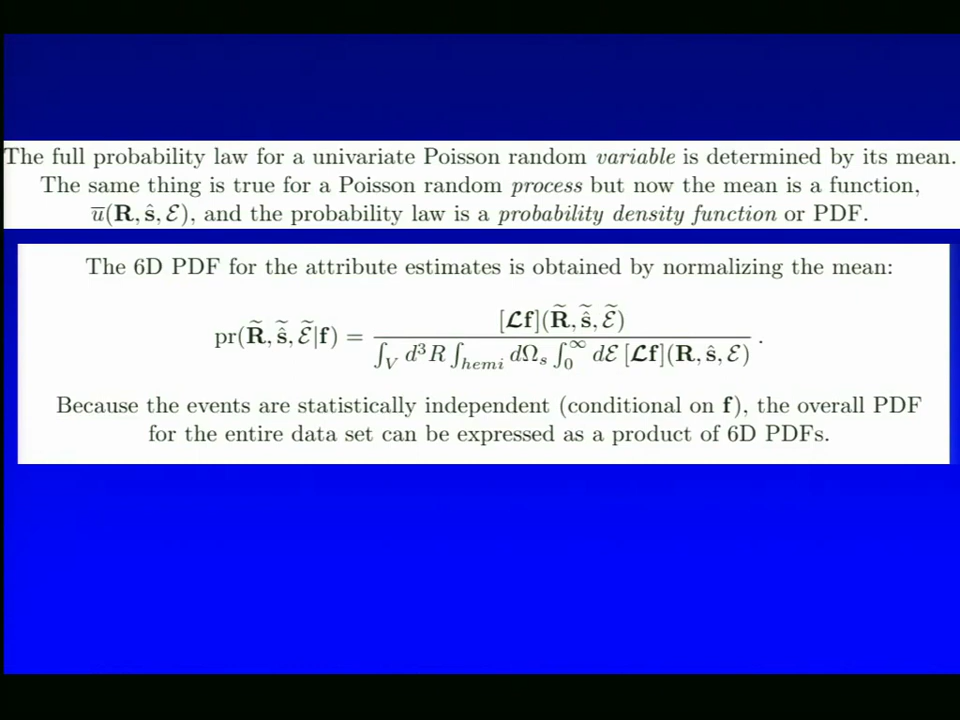 The full probability law for a univariate Poisson random variable is determined by its mean.
The same thing is true for a Poisson random process but now the mean is a function,
u̅(R, ŝ, ℰ), and the probability law is a probability density function or PDF.
The 6D PDF for the attribute estimates is obtained by normalizing the mean:
pr(R̃, ŝ̃, ℰ̃|f) = [ℒf](R̃, ŝ̃, ℰ̃) / ∫_V d³R ∫_hemi dΩ_s ∫_0^∞ dℰ [ℒf](R, ŝ, ℰ) .
Because the events are statistically independent (conditional on f), the overall PDF
for the entire data set can be expressed as a product of 6D PDFs.